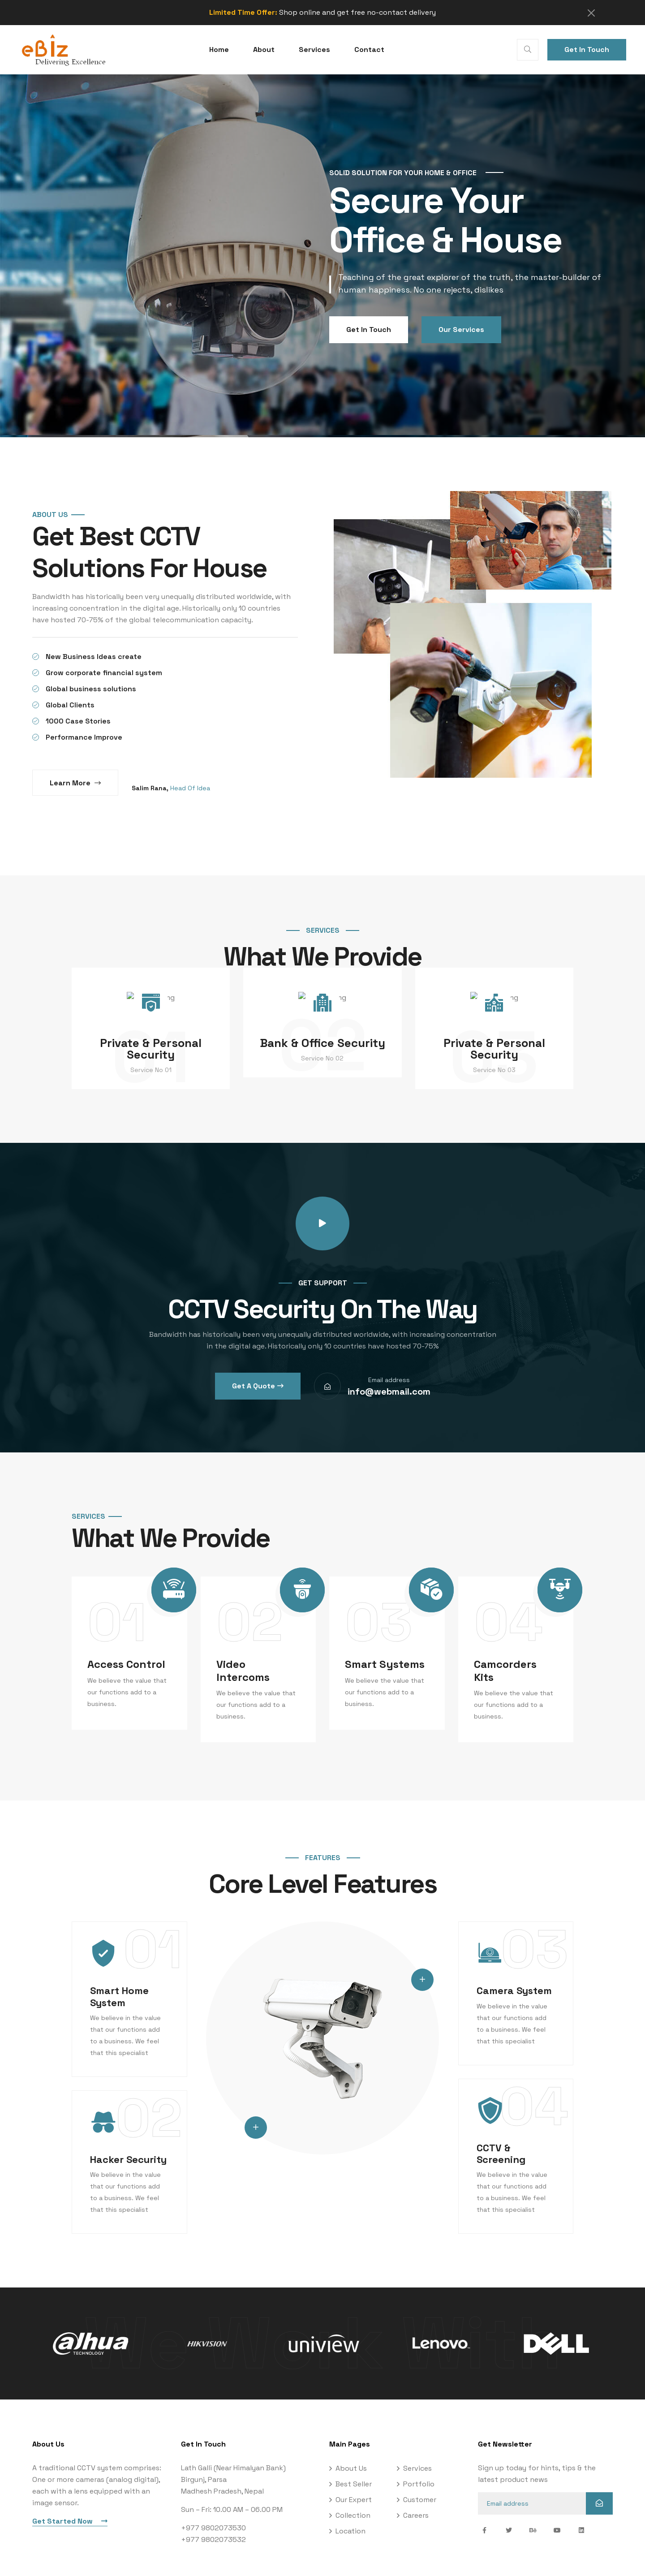 Limited Time Offer: Shop online and get free no-contact delivery
eBiz
Delivering Excellence
Home
About
Services
Contact
Get In Touch
SOLID SOLUTION FOR YOUR HOME & OFFICE
Secure Your
Office & House
Teaching of the great explorer of the truth, the master-builder of
human happiness. No one rejects, dislikes
Get In Touch
Our Services
ABOUT US
Get Best CCTV
Solutions For House
Bandwidth has historically been very unequally distributed worldwide, with
increasing concentration in the digital age. Historically only 10 countries
have hosted 70-75% of the global telecommunication capacity.
New Business Ideas create
Grow corporate financial system
Global business solutions
Global Clients
1000 Case Stories
Performance Improve
Learn More
Salim Rana, Head Of Idea
SERVICES
What We Provide
01
Private & Personal
Security
Service No 01
02
Bank & Office Security
Service No 02
03
Private & Personal
Security
Service No 03
GET SUPPORT
CCTV Security On The Way
Bandwidth has historically been very unequally distributed worldwide, with increasing concentration
in the digital age. Historically only 10 countries have hosted 70-75%
Get A Quote
Email address
info@webmail.com
SERVICES
What We Provide
01
Access Control
We believe the value that
our functions add to a
business.
02
Video
Intercoms
We believe the value that
our functions add to a
business.
03
Smart Systems
We believe the value that
our functions add to a
business.
04
Camcorders
Kits
We believe the value that
our functions add to a
business.
FEATURES
Core Level Features
01
Smart Home
System
We believe in the value
that our functions add
to a business. We feel
that this specialist
02
Hacker Security
We believe in the value
that our functions add
to a business. We feel
that this specialist
03
Camera System
We believe in the value
that our functions add
to a business. We feel
that this specialist
04
CCTV &
Screening
We believe in the value
that our functions add
to a business. We feel
that this specialist
We Work With
alhua
TECHNOLOGY
HIKVISION
uniview
Lenovo
DELL
About Us
A traditional CCTV system comprises:
One or more cameras (analog digital),
each with a lens equipped with an
image sensor.
Get Started Now
Get In Touch
Lath Galli (Near Himalyan Bank)
Birgunj, Parsa
Madhesh Pradesh, Nepal
Sun – Fri: 10.00 AM – 06.00 PM
+977 9802073530
+977 9802073532
Main Pages
About Us
Best Seller
Our Expert
Collection
Location
Services
Portfolio
Customer
Careers
Get Newsletter
Sign up today for hints, tips & the
latest product news
Email address